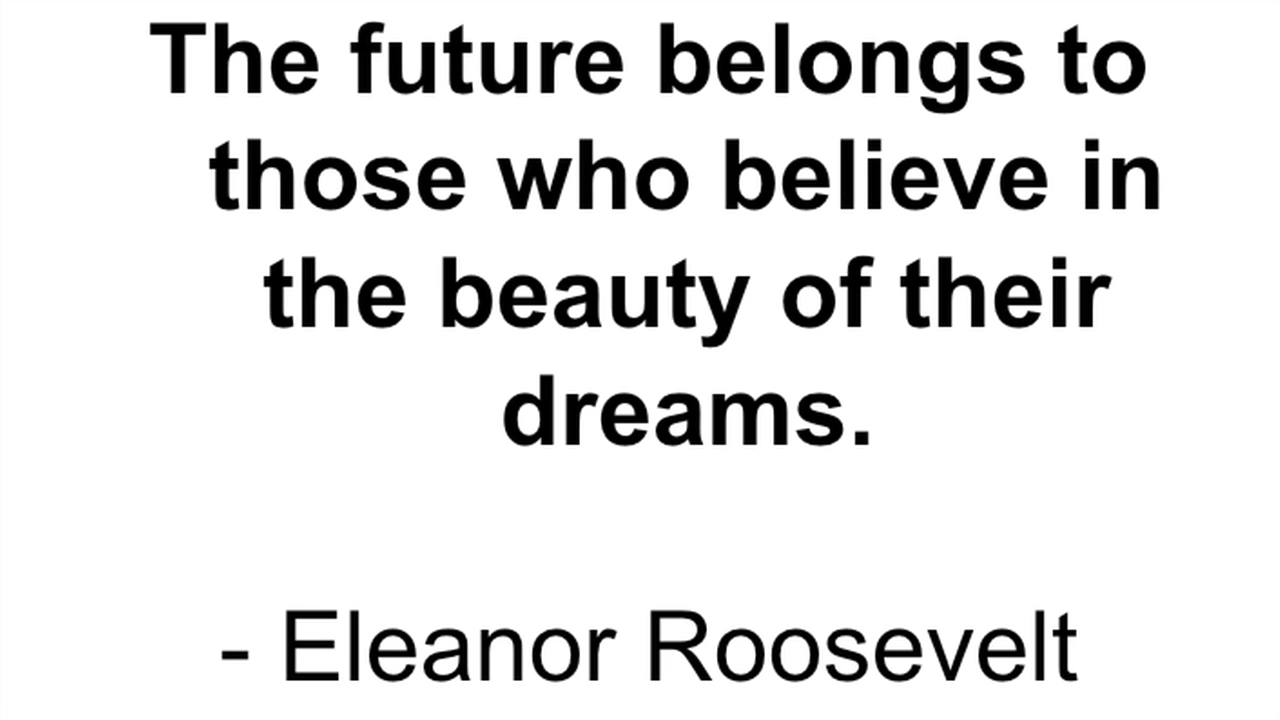 The future belongs to
those who believe in
the beauty of their
dreams.
- Eleanor Roosevelt